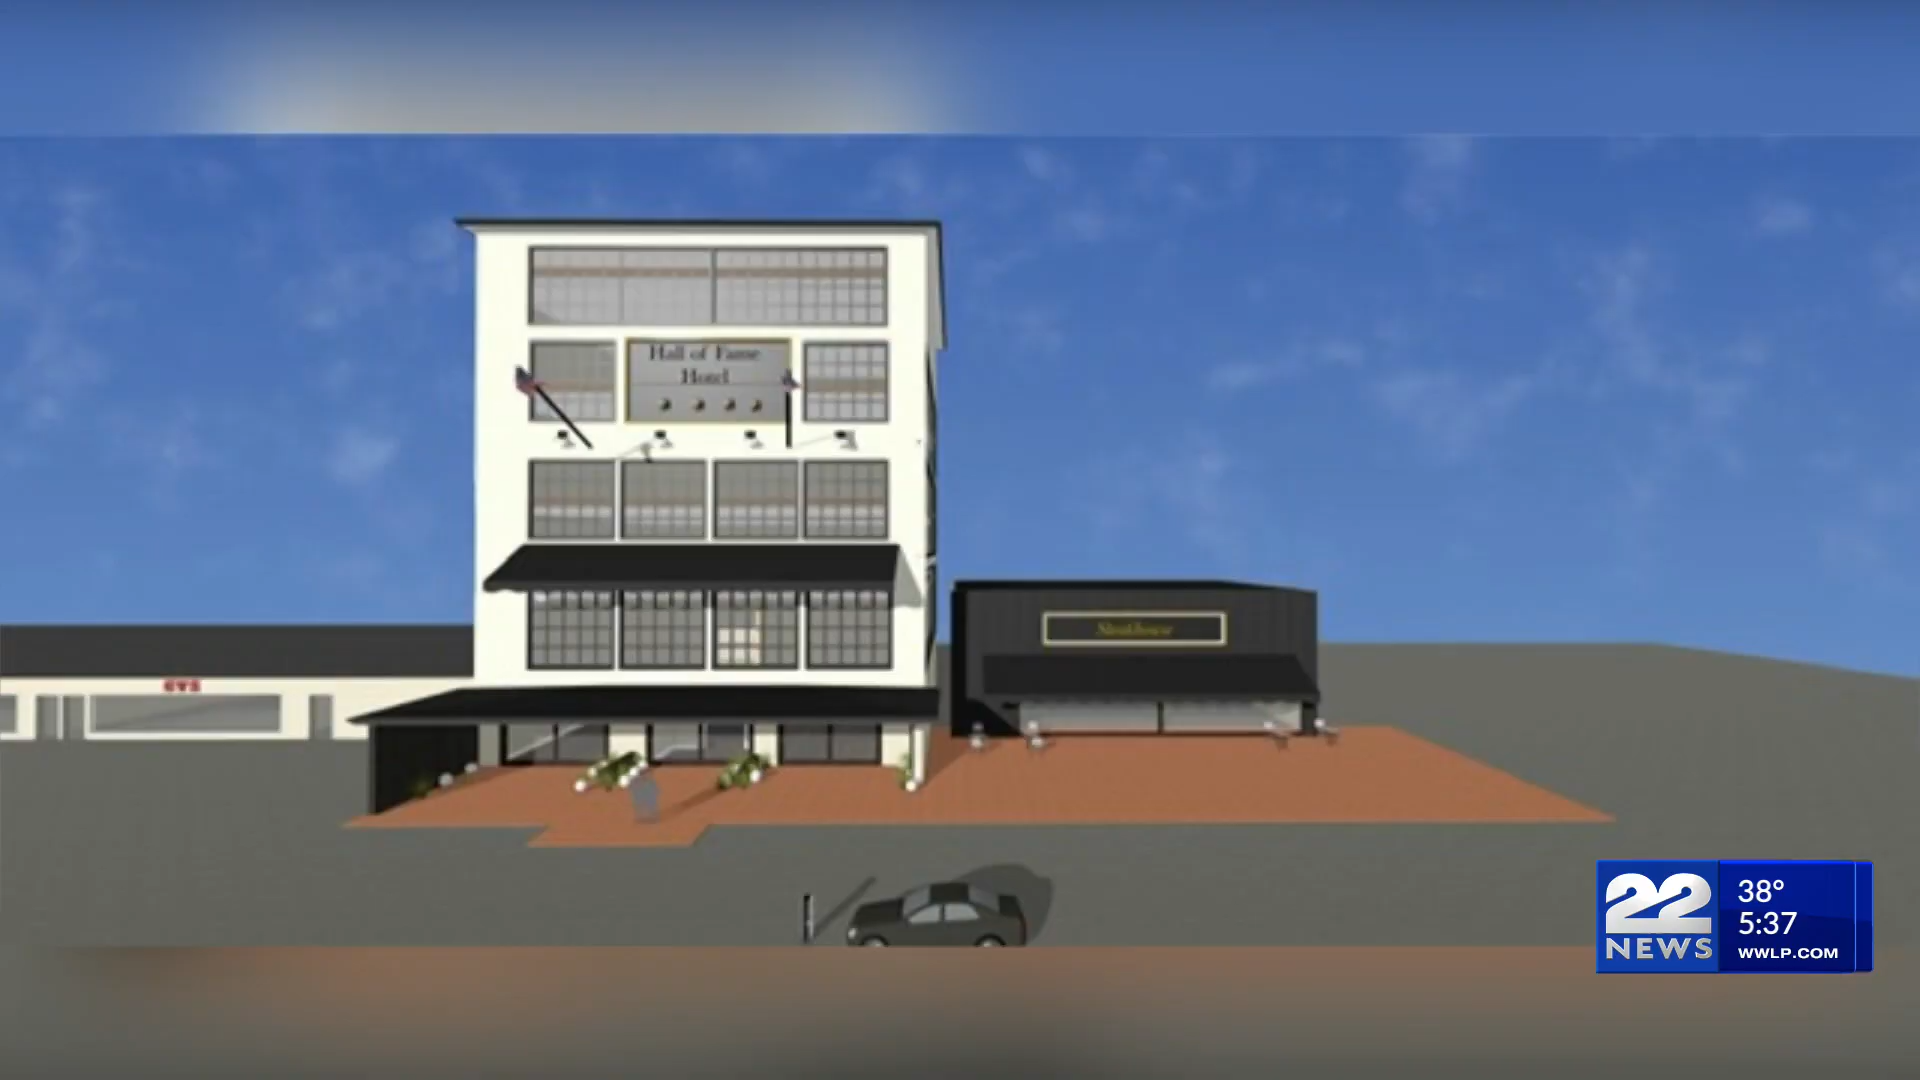 Hall of Fame
Hotel
CVS
Steakhouse
22
NEWS
38°
5:37
WWLP.COM